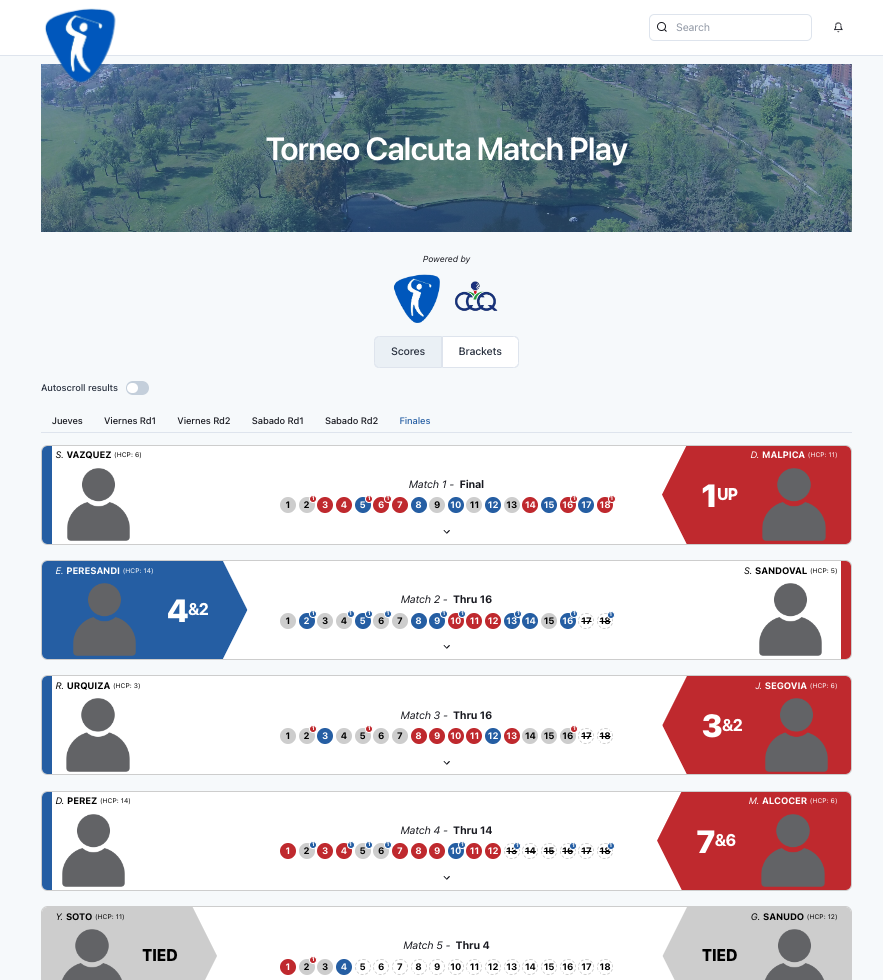 Search
Torneo Calcuta Match Play
Powered by
CCQ
Scores Brackets
Autoscroll results
Jueves Viernes Rd1 Viernes Rd2 Sabado Rd1 Sabado Rd2 Finales
S. VAZQUEZ (HCP: 6) D. MALPICA (HCP: 11)
Match 1 - Final
1 UP
1 2 3 4 5 6 7 8 9 10 11 12 13 14 15 16 17 18
E. PERESANDI (HCP: 14) S. SANDOVAL (HCP: 5)
4&2
Match 2 - Thru 16
1 2 3 4 5 6 7 8 9 10 11 12 13 14 15 16 17 18
R. URQUIZA (HCP: 3) J. SEGOVIA (HCP: 6)
Match 3 - Thru 16
3&2
1 2 3 4 5 6 7 8 9 10 11 12 13 14 15 16 17 18
D. PEREZ (HCP: 14) M. ALCOCER (HCP: 6)
Match 4 - Thru 14
7&6
1 2 3 4 5 6 7 8 9 10 11 12 13 14 15 16 17 18
Y. SOTO (HCP: 11) G. SANUDO (HCP: 12)
Match 5 - Thru 4
TIED TIED
1 2 3 4 5 6 7 8 9 10 11 12 13 14 15 16 17 18